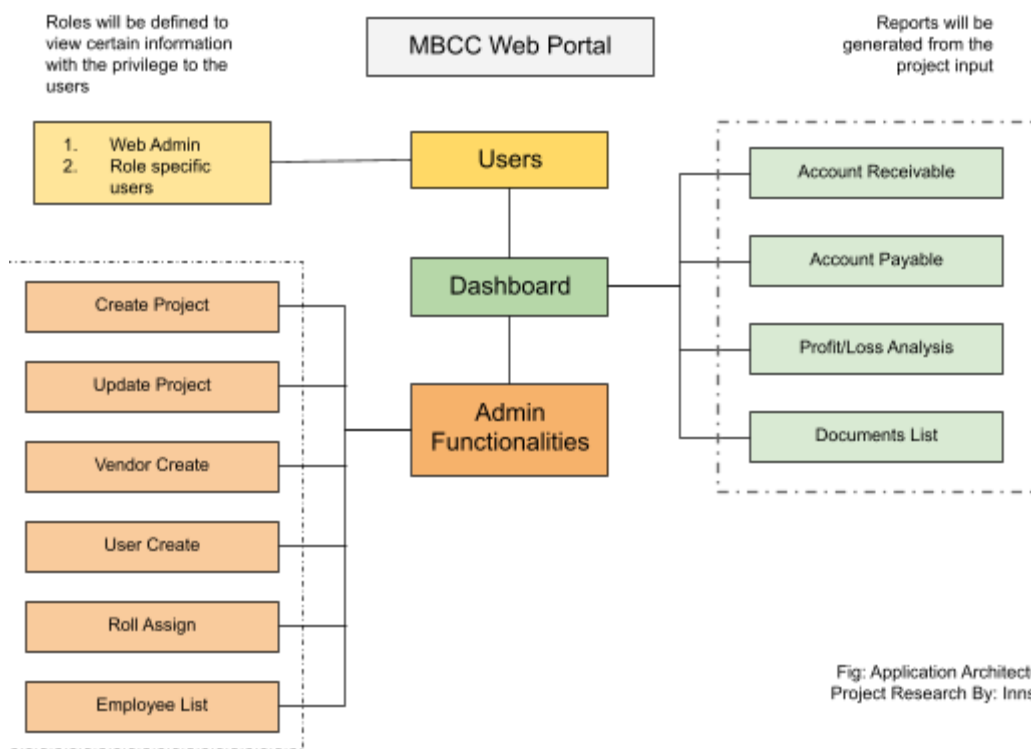 Roles will be defined to
view certain information
with the privilege to the
users
MBCC Web Portal
Reports will be
generated from the
project input
1. Web Admin
2. Role specific
users
Users
Account Receivable
Account Payable
Profit/Loss Analysis
Documents List
Dashboard
Admin
Functionalities
Create Project
Update Project
Vendor Create
User Create
Roll Assign
Employee List
Fig: Application
Project Research By: